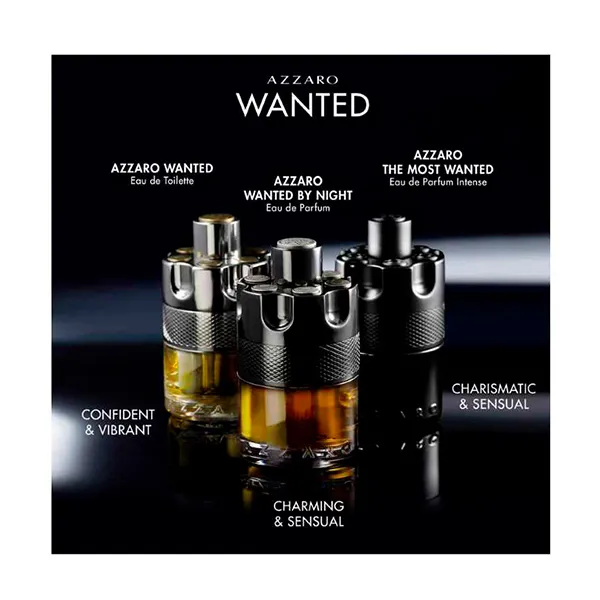 AZZARO
WANTED
AZZARO WANTED
Eau de Toilette
AZZARO
WANTED BY NIGHT
Eau de Parfum
AZZARO
THE MOST WANTED
Eau de Parfum Intense
CONFIDENT
& VIBRANT
CHARMING
& SENSUAL
CHARISMATIC
& SENSUAL
AZZARO